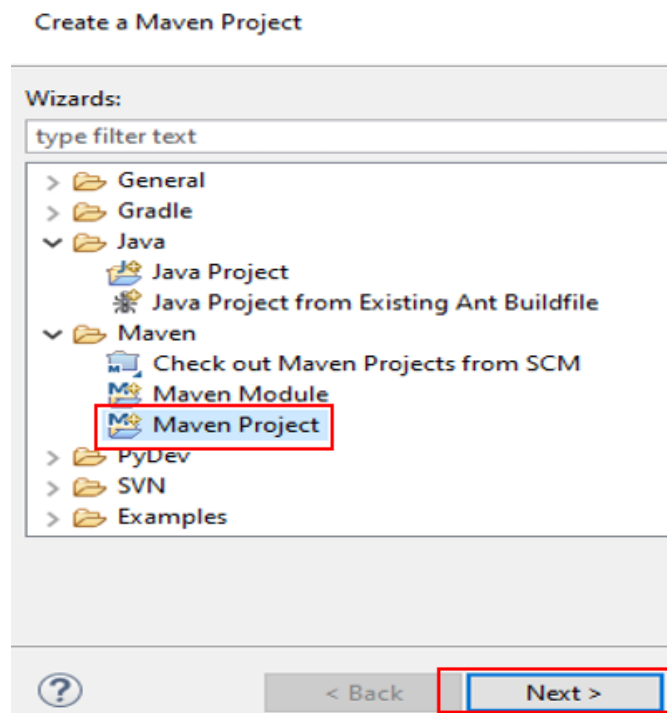 Create a Maven Project
Wizards:
type filter text
General
Gradle
Java
Java Project
Java Project from Existing Ant Buildfile
Maven
Check out Maven Projects from SCM
Maven Module
Maven Project
PyDev
SVN
Examples
?
< Back
Next >